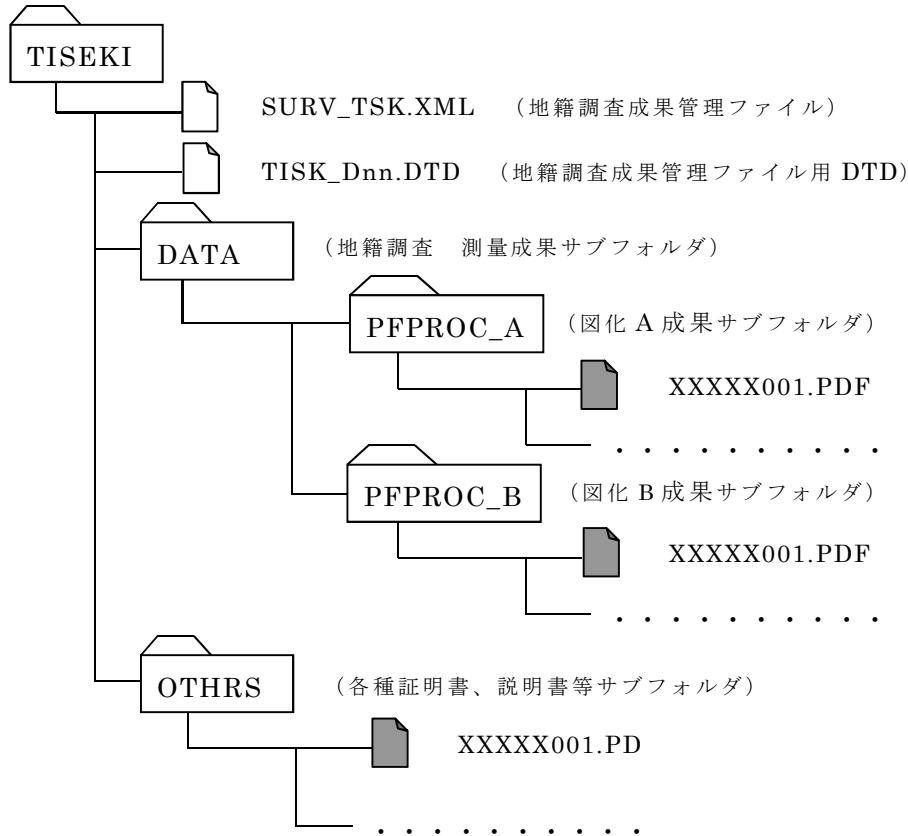 TISEKI
SURV_TSK.XML （地籍調査成果管理ファイル）
TISK_Dnn.DTD （地籍調査成果管理ファイル用 DTD）
DATA （地籍調査　測量成果サブフォルダ）
PFPROC_A （図化 A 成果サブフォルダ）
XXXXX001.PDF
．．．．．．．．．．
PFPROC_B （図化 B 成果サブフォルダ）
XXXXX001.PDF
．．．．．．．．．．
OTHRS （各種証明書、説明書等サブフォルダ）
XXXXX001.PD
．．．．．．．．．．